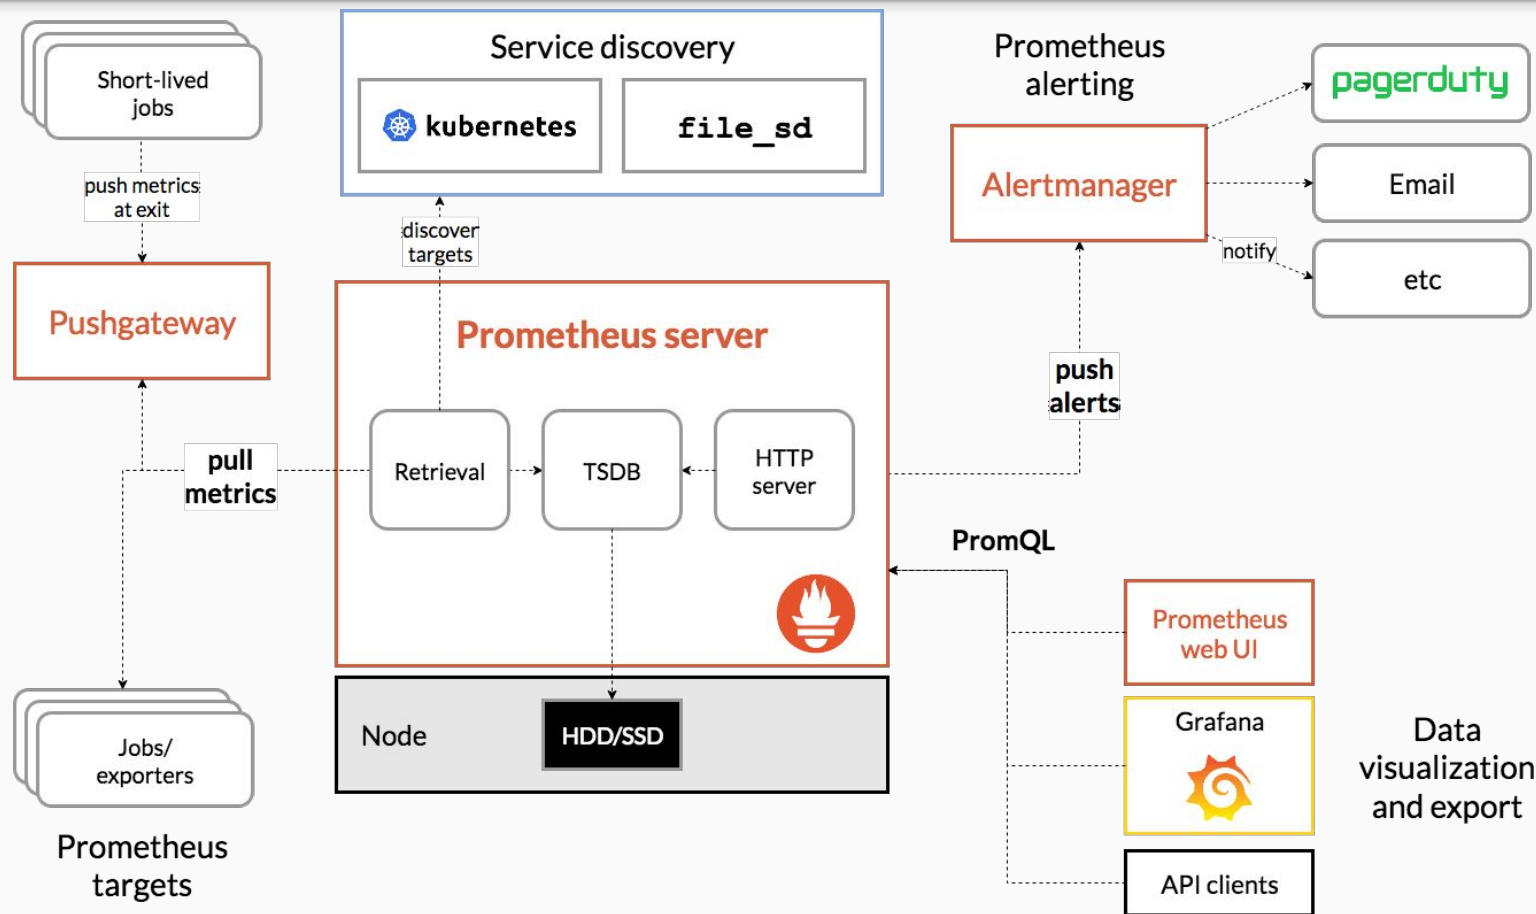 Short-lived
jobs
push metrics
at exit
Pushgateway
Service discovery
kubernetes
file_sd
discover
targets
Prometheus
alerting
Alertmanager
pagerduty
Email
notify
etc
Prometheus server
Retrieval
TSDB
HTTP
server
pull
metrics
push
alerts
PromQL
Node
HDD/SSD
Jobs/
exporters
Prometheus
targets
Prometheus
web UI
Grafana
API clients
Data
visualization
and export